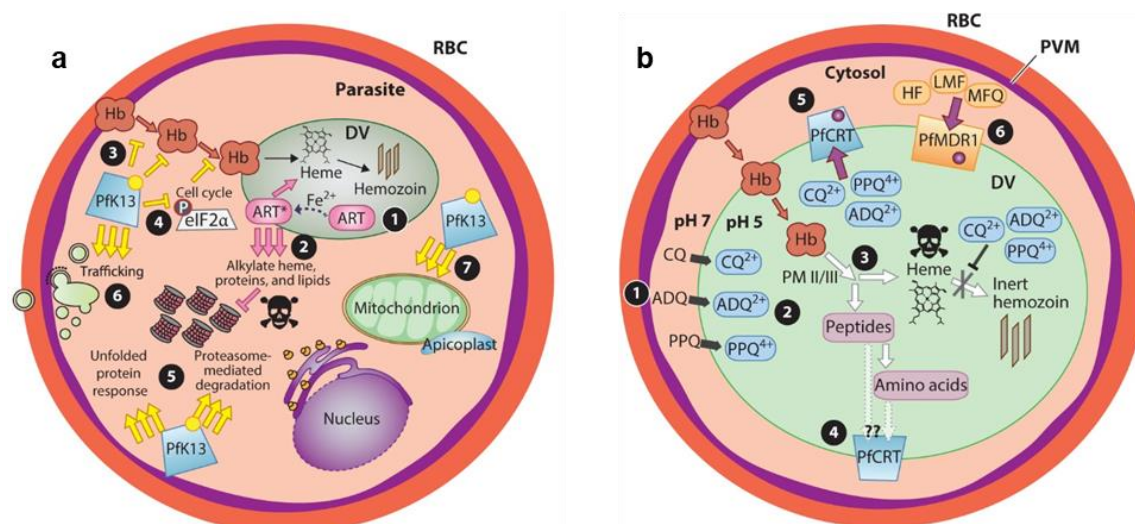 a
RBC
Parasite
Hb
Hb
Hb
DV
Heme
Hemozoin
Fe²⁺
ART*
ART
1
3
PfK13
4
Cell cycle
P
eIF2α
2
Alkylate heme,
proteins, and lipids
PfK13
7
Trafficking
6
Mitochondrion
Apicoplast
Unfolded
protein
response
5
Proteasome-
mediated
degradation
PfK13
Nucleus
b
RBC
PVM
Cytosol
HF
LMF
MFQ
Hb
5
PfCRT
PfMDR1
6
Hb
CQ²⁺
PPQ⁴⁺
ADQ²⁺
DV
pH 7
pH 5
Hb
CQ²⁺
ADQ²⁺
PPQ⁴⁺
CQ
CQ²⁺
PM II/III
3
Heme
Inert
hemozoin
1
ADQ
ADQ²⁺
2
PPQ
PPQ⁴⁺
Peptides
Amino acids
4
??
PfCRT